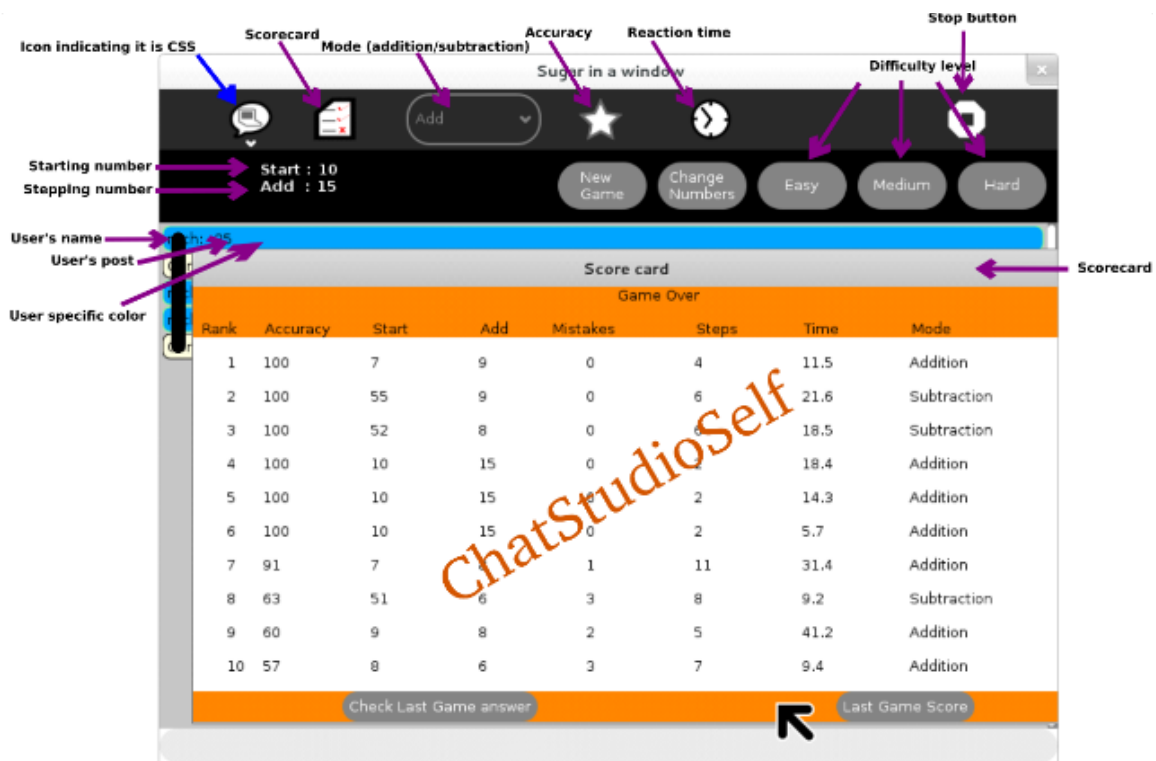 Stop button
Scorecard
Accuracy
Reaction time
Icon indicating it is CSS
Mode (addition/subtraction)
Difficulty level
Sugar in a window
Add
Starting number
Start : 10
Stepping number
Add : 15
New Game
Change Numbers
Easy
Medium
Hard
User's name
User's post
User specific color
Score card
Scorecard
Game Over
Rank Accuracy Start Add Mistakes Steps Time Mode
1 100 7 9 0 4 11.5 Addition
2 100 55 9 0 6 21.6 Subtraction
3 100 52 8 0 18.5 Subtraction
4 100 10 15 0 18.4 Addition
5 100 10 15 2 14.3 Addition
6 100 10 15 0 2 5.7 Addition
7 91 7 1 11 31.4 Addition
8 63 51 6 3 8 9.2 Subtraction
9 60 9 8 2 5 41.2 Addition
10 57 8 6 3 7 9.4 Addition
ChatStudioSelf
Check Last Game answer
Last Game Score